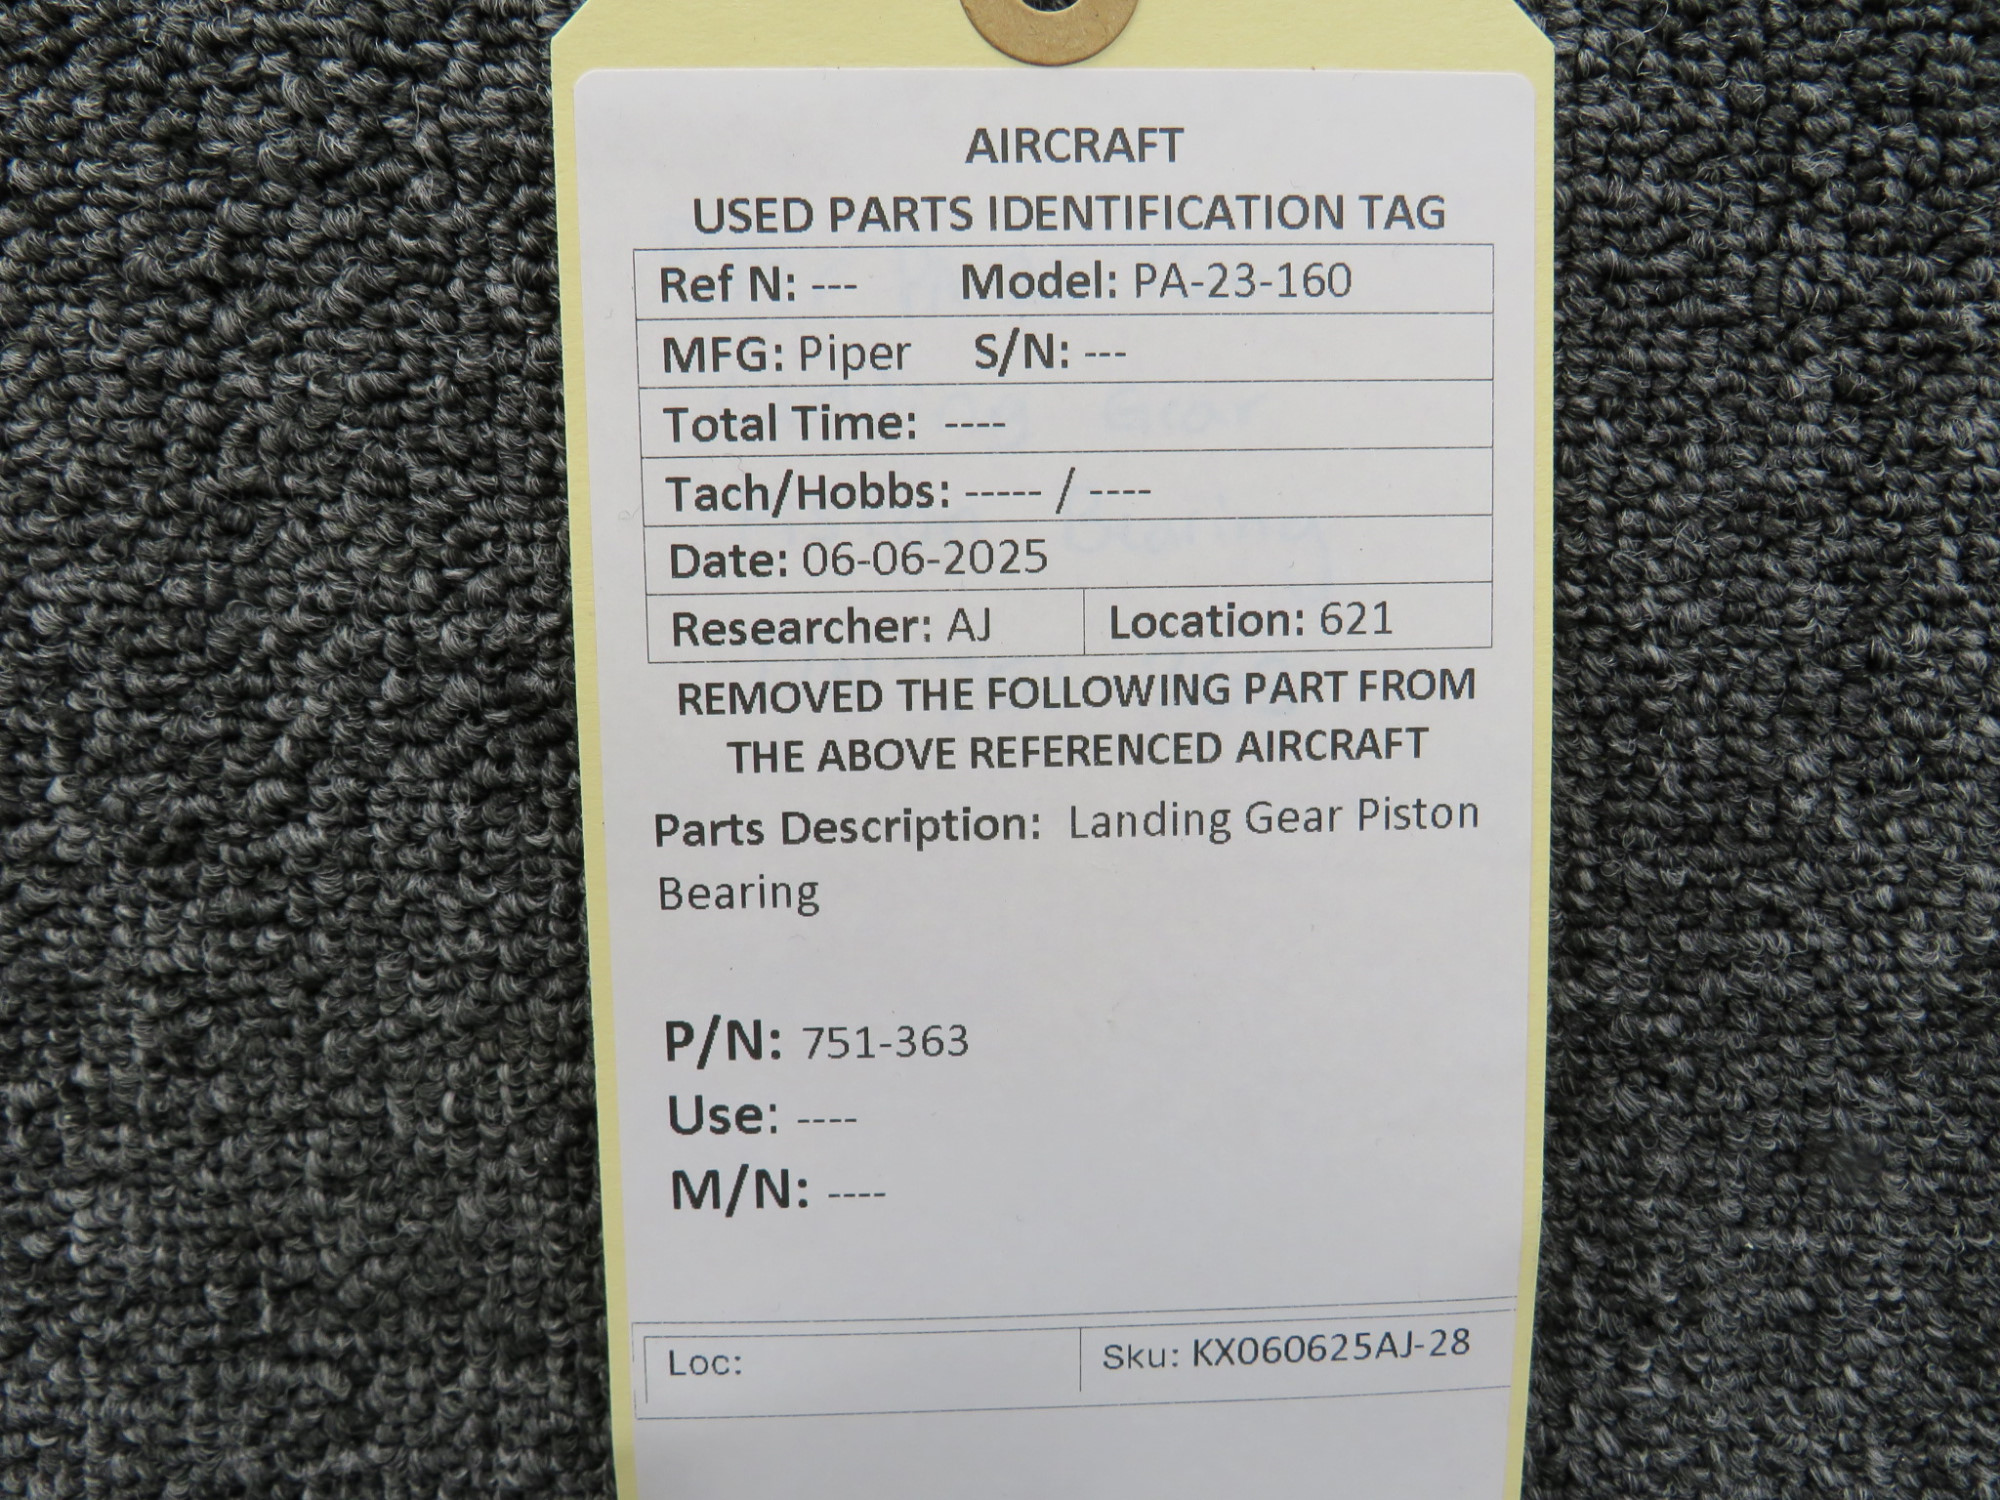 AIRCRAFT
USED PARTS IDENTIFICATION TAG
Ref N: --- Model: PA-23-160
MFG: Piper S/N: ---
Total Time: ----
Tach/Hobbs: ----- / ----
Date: 06-06-2025
Researcher: AJ Location: 621
REMOVED THE FOLLOWING PART FROM
THE ABOVE REFERENCED AIRCRAFT
Parts Description: Landing Gear Piston
Bearing
P/N: 751-363
Use: ----
M/N: ----
Loc: Sku: KX060625AJ-28